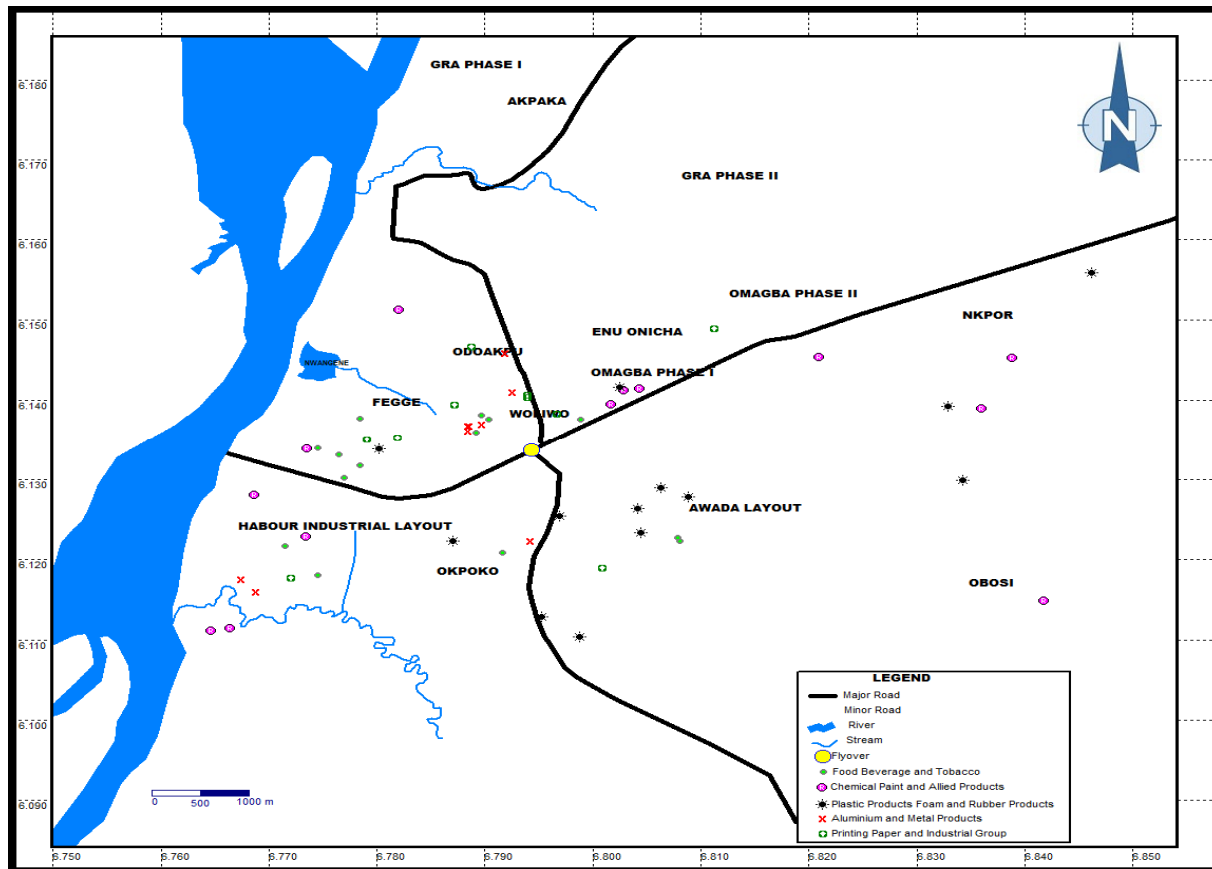 GRA PHASE I
AKPAKA
N
GRA PHASE II
OMAGBA PHASE II
NKPOR
ENU ONICHA
ODOAKPU
NWANGENE
OMAGBA PHASE I
FEGGE
WOLIWO
AWADA LAYOUT
HABOUR INDUSTRIAL LAYOUT
OKPOKO
OBOSI
LEGEND
Major Road
Minor Road
River
Stream
Flyover
Food Beverage and Tobacco
R Chemical Paint and Allied Products
Plastic Products Foam and Rubber Products
Aluminium and Metal Products
Printing Paper and Industrial Group
0 500 1000 m
6.180
6.170
6.160
6.150
6.140
6.130
6.120
6.110
6.100
6.090
6.750 6.760 6.770 6.780 6.790 6.800 6.810 6.820 6.830 6.840 6.850